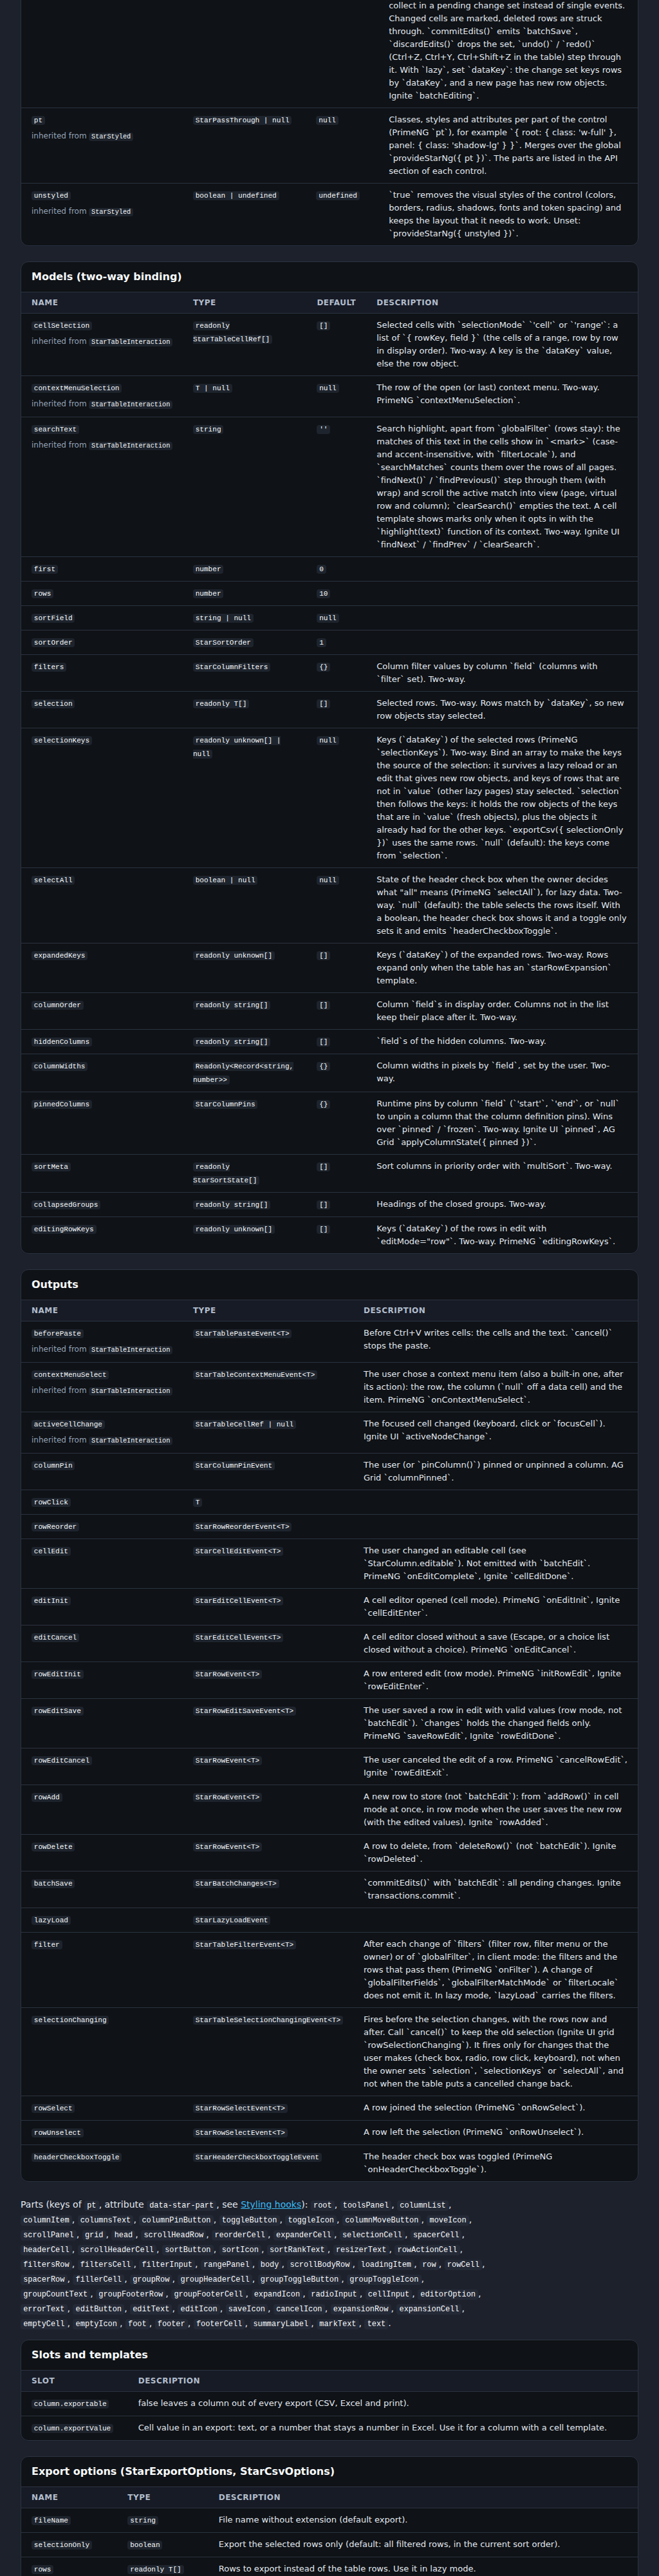 collect in a pending change set instead of single events.
Changed cells are marked, deleted rows are struck
through. `commitEdits()` emits `batchSave`,
`discardEdits()` drops the set, `undo()` / `redo()`
(Ctrl+Z, Ctrl+Y, Ctrl+Shift+Z in the table) step through
it. With `lazy`, set `dataKey`: the change set keys rows
by `dataKey`, and a new page has new row objects.
Ignite `batchEditing`.
pt StarPassThrough | null null Classes, styles and attributes per part of the control
inherited from StarStyled (PrimeNG `pt`), for example `{ root: { class: 'w-full' },
panel: { class: 'shadow-lg' } }`. Merges over the global
`provideStarNg({ pt })`. The parts are listed in the API
section of each control.
unstyled boolean | undefined undefined `true` removes the visual styles of the control (colors,
inherited from StarStyled borders, radius, shadows, fonts and token spacing) and
keeps the layout that it needs to work. Unset:
`provideStarNg({ unstyled })`.
Models (two-way binding)
NAME TYPE DEFAULT DESCRIPTION
cellSelection readonly [] Selected cells with `selectionMode` `'cell'` or `'range'`: a
inherited from StarTableInteraction StarTableCellRef[] list of `{ rowKey, field }` (the cells of a range, row by row
in display order). Two-way. A key is the `dataKey` value,
else the row object.
contextMenuSelection T | null null The row of the open (or last) context menu. Two-way.
inherited from StarTableInteraction PrimeNG `contextMenuSelection`.
searchText string '' Search highlight, apart from `globalFilter` (rows stay): the
inherited from StarTableInteraction matches of this text in the cells show in `<mark>` (case-
and accent-insensitive, with `filterLocale`), and
`searchMatches` counts them over the rows of all pages.
`findNext()` / `findPrevious()` step through them (with
wrap) and scroll the active match into view (page, virtual
row and column); `clearSearch()` empties the text. A cell
template shows marks only when it opts in with the
`highlight(text)` function of its context. Two-way. Ignite UI
`findNext` / `findPrev` / `clearSearch`.
first number 0
rows number 10
sortField string | null null
sortOrder StarSortOrder 1
filters StarColumnFilters {} Column filter values by column `field` (columns with
`filter` set). Two-way.
selection readonly T[] [] Selected rows. Two-way. Rows match by `dataKey`, so new
row objects stay selected.
selectionKeys readonly unknown[] | null Keys (`dataKey`) of the selected rows (PrimeNG
null `selectionKeys`). Two-way. Bind an array to make the keys
the source of the selection: it survives a lazy reload or an
edit that gives new row objects, and keys of rows that are
not in `value` (other lazy pages) stay selected. `selection`
then follows the keys: it holds the row objects of the keys
that are in `value` (fresh objects), plus the objects it
already had for the other keys. `exportCsv({ selectionOnly
})` uses the same rows. `null` (default): the keys come
from `selection`.
selectAll boolean | null null State of the header check box when the owner decides
what "all" means (PrimeNG `selectAll`), for lazy data. Two-
way. `null` (default): the table selects the rows itself. With
a boolean, the header check box shows it and a toggle only
sets it and emits `headerCheckboxToggle`.
expandedKeys readonly unknown[] [] Keys (`dataKey`) of the expanded rows. Two-way. Rows
expand only when the table has an `starRowExpansion`
template.
columnOrder readonly string[] [] Column `field`s in display order. Columns not in the list
keep their place after it. Two-way.
hiddenColumns readonly string[] [] `field`s of the hidden columns. Two-way.
columnWidths Readonly<Record<string, {} Column widths in pixels by `field`, set by the user. Two-
number>> way.
pinnedColumns StarColumnPins {} Runtime pins by column `field` (`'start'`, `'end'`, or `null`
to unpin a column that the column definition pins). Wins
over `pinned` / `frozen`. Two-way. Ignite UI `pinned`, AG
Grid `applyColumnState({ pinned })`.
sortMeta readonly [] Sort columns in priority order with `multiSort`. Two-way.
StarSortState[]
collapsedGroups readonly string[] [] Headings of the closed groups. Two-way.
editingRowKeys readonly unknown[] [] Keys (`dataKey`) of the rows in edit with
`editMode="row"`. Two-way. PrimeNG `editingRowKeys`.
Outputs
NAME TYPE DESCRIPTION
beforePaste StarTablePasteEvent<T> Before Ctrl+V writes cells: the cells and the text. `cancel()`
inherited from StarTableInteraction stops the paste.
contextMenuSelect StarTableContextMenuEvent<T> The user chose a context menu item (also a built-in one, after
inherited from StarTableInteraction its action): the row, the column (`null` off a data cell) and the
item. PrimeNG `onContextMenuSelect`.
activeCellChange StarTableCellRef | null The focused cell changed (keyboard, click or `focusCell`).
inherited from StarTableInteraction Ignite UI `activeNodeChange`.
columnPin StarColumnPinEvent The user (or `pinColumn()`) pinned or unpinned a column. AG
Grid `columnPinned`.
rowClick T
rowReorder StarRowReorderEvent<T>
cellEdit StarCellEditEvent<T> The user changed an editable cell (see
`StarColumn.editable`). Not emitted with `batchEdit`.
PrimeNG `onEditComplete`, Ignite `cellEditDone`.
editInit StarEditCellEvent<T> A cell editor opened (cell mode). PrimeNG `onEditInit`, Ignite
`cellEditEnter`.
editCancel StarEditCellEvent<T> A cell editor closed without a save (Escape, or a choice list
closed without a choice). PrimeNG `onEditCancel`.
rowEditInit StarRowEvent<T> A row entered edit (row mode). PrimeNG `initRowEdit`, Ignite
`rowEditEnter`.
rowEditSave StarRowEditSaveEvent<T> The user saved a row in edit with valid values (row mode, not
`batchEdit`). `changes` holds the changed fields only.
PrimeNG `saveRowEdit`, Ignite `rowEditDone`.
rowEditCancel StarRowEvent<T> The user canceled the edit of a row. PrimeNG `cancelRowEdit`,
Ignite `rowEditExit`.
rowAdd StarRowEvent<T> A new row to store (not `batchEdit`): from `addRow()` in cell
mode at once, in row mode when the user saves the new row
(with the edited values). Ignite `rowAdded`.
rowDelete StarRowEvent<T> A row to delete, from `deleteRow()` (not `batchEdit`). Ignite
`rowDeleted`.
batchSave StarBatchChanges<T> `commitEdits()` with `batchEdit`: all pending changes. Ignite
`transactions.commit`.
lazyLoad StarLazyLoadEvent
filter StarTableFilterEvent<T> After each change of `filters` (filter row, filter menu or the
owner) or of `globalFilter`, in client mode: the filters and the
rows that pass them (PrimeNG `onFilter`). A change of
`globalFilterFields`, `globalFilterMatchMode` or `filterLocale`
does not emit it. In lazy mode, `lazyLoad` carries the filters.
selectionChanging StarTableSelectionChangingEvent<T> Fires before the selection changes, with the rows now and
after. Call `cancel()` to keep the old selection (Ignite UI grid
`rowSelectionChanging`). It fires only for changes that the
user makes (check box, radio, row click, keyboard), not when
the owner sets `selection`, `selectionKeys` or `selectAll`, and
not when the table puts a cancelled change back.
rowSelect StarRowSelectEvent<T> A row joined the selection (PrimeNG `onRowSelect`).
rowUnselect StarRowSelectEvent<T> A row left the selection (PrimeNG `onRowUnselect`).
headerCheckboxToggle StarHeaderCheckboxToggleEvent The header check box was toggled (PrimeNG
`onHeaderCheckboxToggle`).
Parts (keys of pt, attribute data-star-part, see Styling hooks): root, toolsPanel, columnList,
columnItem, columnsText, columnPinButton, toggleButton, toggleIcon, columnMoveButton, moveIcon,
scrollPanel, grid, head, scrollHeadRow, reorderCell, expanderCell, selectionCell, spacerCell,
headerCell, scrollHeaderCell, sortButton, sortIcon, sortRankText, resizerText, rowActionCell,
filtersRow, filtersCell, filterInput, rangePanel, body, scrollBodyRow, loadingItem, row, rowCell,
spacerRow, fillerCell, groupRow, groupHeaderCell, groupToggleButton, groupToggleIcon,
groupCountText, groupFooterRow, groupFooterCell, expandIcon, radioInput, cellInput, editorOption,
errorText, editButton, editText, editIcon, saveIcon, cancelIcon, expansionRow, expansionCell,
emptyCell, emptyIcon, foot, footer, footerCell, summaryLabel, markText, text.
Slots and templates
SLOT DESCRIPTION
column.exportable false leaves a column out of every export (CSV, Excel and print).
column.exportValue Cell value in an export: text, or a number that stays a number in Excel. Use it for a column with a cell template.
Export options (StarExportOptions, StarCsvOptions)
NAME TYPE DESCRIPTION
fileName string File name without extension (default export).
selectionOnly boolean Export the selected rows only (default: all filtered rows, in the current sort order).
rows readonly T[] Rows to export instead of the table rows. Use it in lazy mode.